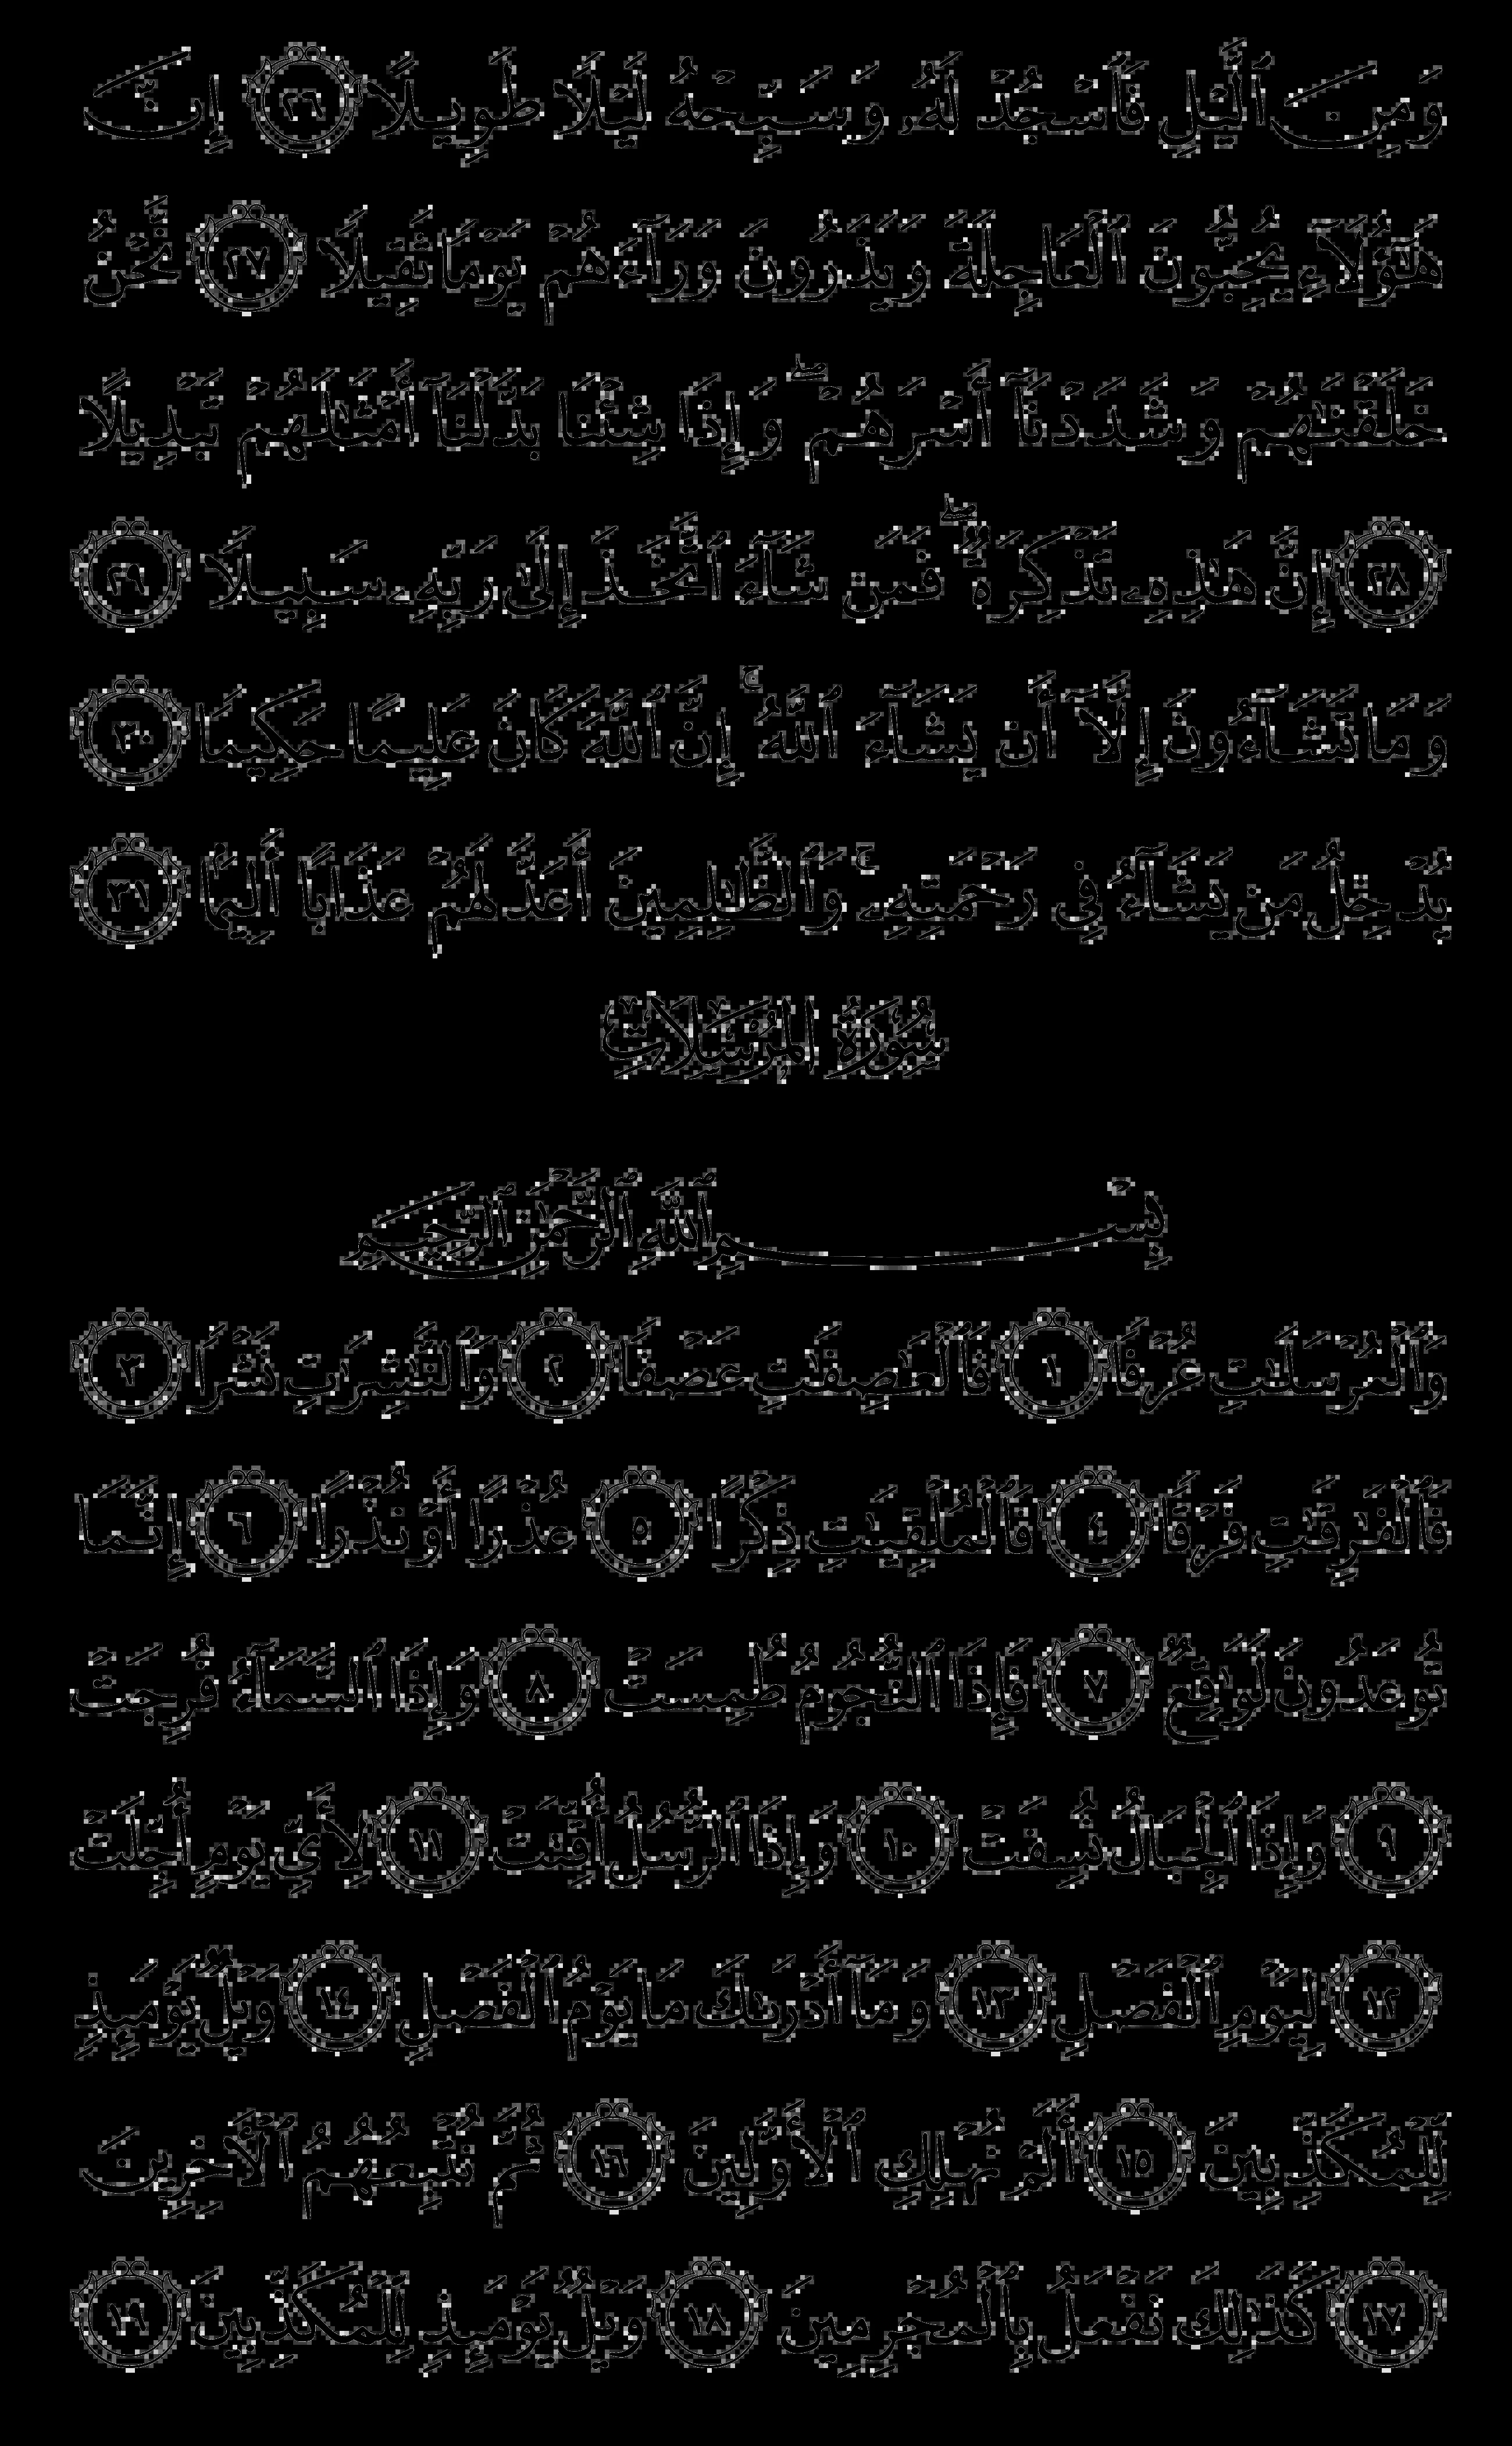 وَمِنَ ٱلَّيۡلِ فَٱسۡجُدۡ لَهُۥ وَسَبِّحۡهُ لَيۡلٗا طَوِيلًا ٢٦ إِنَّ
هَٰٓؤُلَآءِ يُحِبُّونَ ٱلۡعَاجِلَةَ وَيَذَرُونَ وَرَآءَهُمۡ يَوۡمٗا ثَقِيلٗا ٢٧ نَّحۡنُ
خَلَقۡنَٰهُمۡ وَشَدَدۡنَآ أَسۡرَهُمۡۖ وَإِذَا شِئۡنَا بَدَّلۡنَآ أَمۡثَٰلَهُمۡ تَبۡدِيلًا
٢٨ إِنَّ هَٰذِهِۦ تَذۡكِرَةٞۖ فَمَن شَآءَ ٱتَّخَذَ إِلَىٰ رَبِّهِۦ سَبِيلٗا ٢٩
وَمَا تَشَآءُونَ إِلَّآ أَن يَشَآءَ ٱللَّهُۚ إِنَّ ٱللَّهَ كَانَ عَلِيمًا حَكِيمٗا ٣٠
يُدۡخِلُ مَن يَشَآءُ فِي رَحۡمَتِهِۦۚ وَٱلظَّٰلِمِينَ أَعَدَّ لَهُمۡ عَذَابًا أَلِيمَۢا ٣١
سُورَةُ المُرۡسَلَاتِ
بِسۡمِ ٱللَّهِ ٱلرَّحۡمَٰنِ ٱلرَّحِيمِ
وَٱلۡمُرۡسَلَٰتِ عُرۡفٗا ١ فَٱلۡعَٰصِفَٰتِ عَصۡفٗا ٢ وَٱلنَّٰشِرَٰتِ نَشۡرٗا ٣
فَٱلۡفَٰرِقَٰتِ فَرۡقٗا ٤ فَٱلۡمُلۡقِيَٰتِ ذِكۡرًا ٥ عُذۡرًا أَوۡ نُذۡرًا ٦ إِنَّمَا
تُوعَدُونَ لَوَٰقِعٞ ٧ فَإِذَا ٱلنُّجُومُ طُمِسَتۡ ٨ وَإِذَا ٱلسَّمَآءُ فُرِجَتۡ
٩ وَإِذَا ٱلۡجِبَالُ نُسِفَتۡ ١٠ وَإِذَا ٱلرُّسُلُ أُقِّتَتۡ ١١ لِأَيِّ يَوۡمٍ أُجِّلَتۡ
١٢ لِيَوۡمِ ٱلۡفَصۡلِ ١٣ وَمَآ أَدۡرَىٰكَ مَا يَوۡمُ ٱلۡفَصۡلِ ١٤ وَيۡلٞ يَوۡمَئِذٖ
لِّلۡمُكَذِّبِينَ ١٥ أَلَمۡ نُهۡلِكِ ٱلۡأَوَّلِينَ ١٦ ثُمَّ نُتۡبِعُهُمُ ٱلۡأٓخِرِينَ
١٧ كَذَٰلِكَ نَفۡعَلُ بِٱلۡمُجۡرِمِينَ ١٨ وَيۡلٞ يَوۡمَئِذٖ لِّلۡمُكَذِّبِينَ ١٩